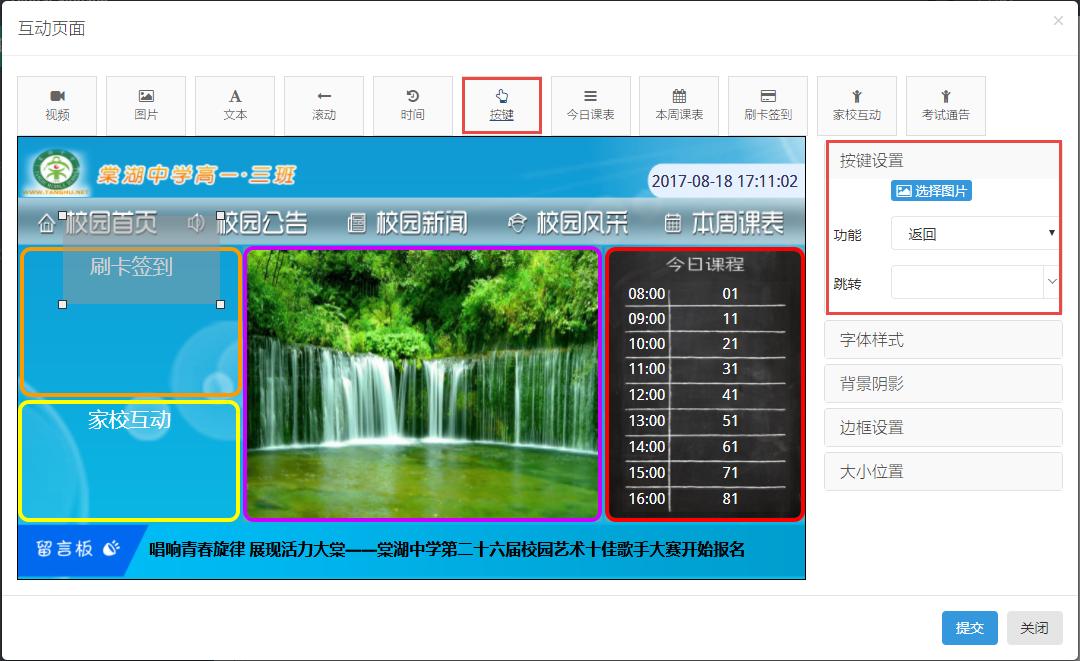 互动页面
×
视频 图片 文本 滚动 时间 按键 今日课表 本周课表 刷卡签到 家校互动 考试通告
WWW.TANGHU.NET
棠湖中学高一·三班
2017-08-18 17:11:02
校园首页 校园公告 校园新闻 校园风采 本周课表
刷卡签到
家校互动
今日课程
08:00 01
09:00 11
10:00 21
11:00 31
12:00 41
13:00 51
14:00 61
15:00 71
16:00 81
留言板
唱响青春旋律 展现活力大棠——棠湖中学第二十六届校园艺术十佳歌手大赛开始报名
按键设置
选择图片
功能 返回
跳转
字体样式
背景阴影
边框设置
大小位置
提交 关闭